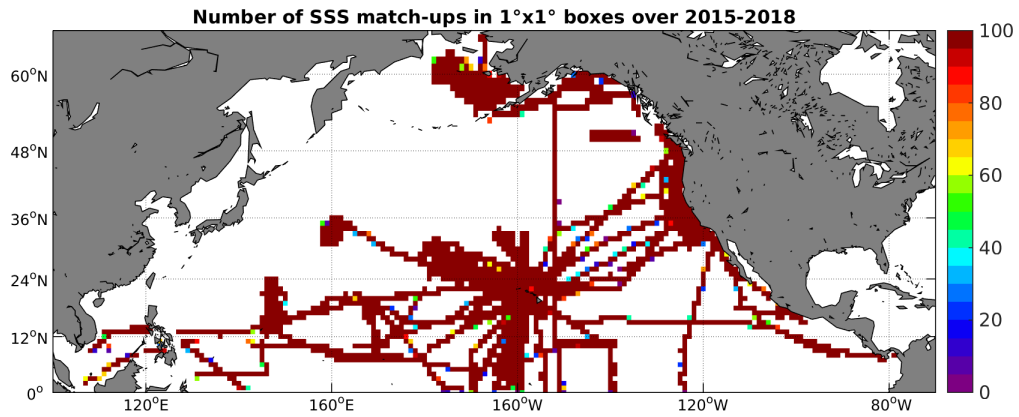 Number of SSS match-ups in 1°x1° boxes over 2015-2018
60°N
48°N
36°N
24°N
12°N
0°
120°E
160°E
160°W
120°W
80°W
100
80
60
40
20
0